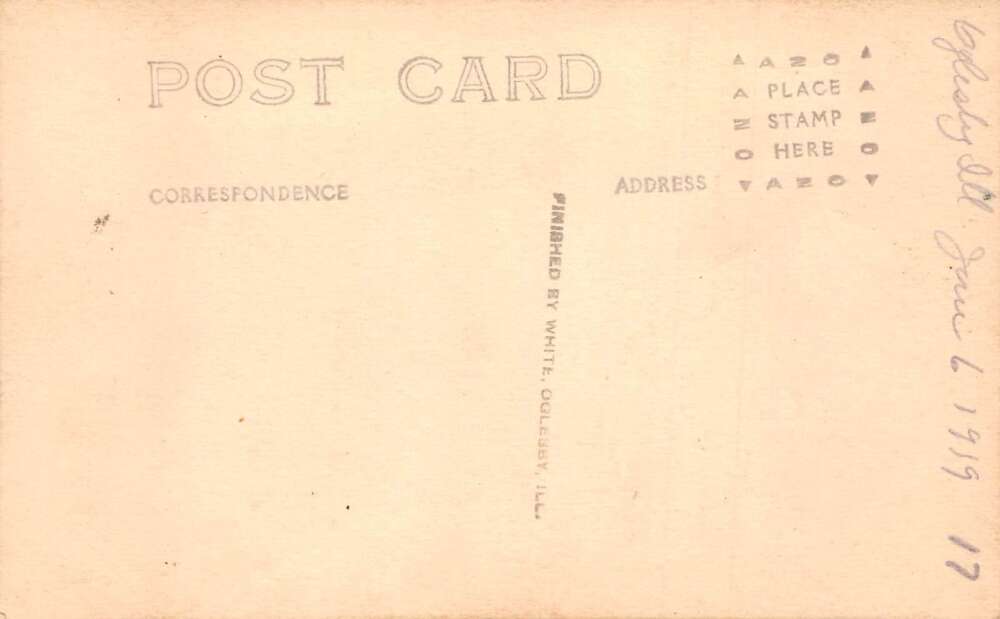 POST CARD
▲ AZO ▲
A PLACE A
Z STAMP Z
O HERE O
▼ AZO ▼
CORRESPONDENCE
ADDRESS
FINISHED BY WHITE, OGLESBY, ILL.
Oglesby Ill. June 6 1919 17